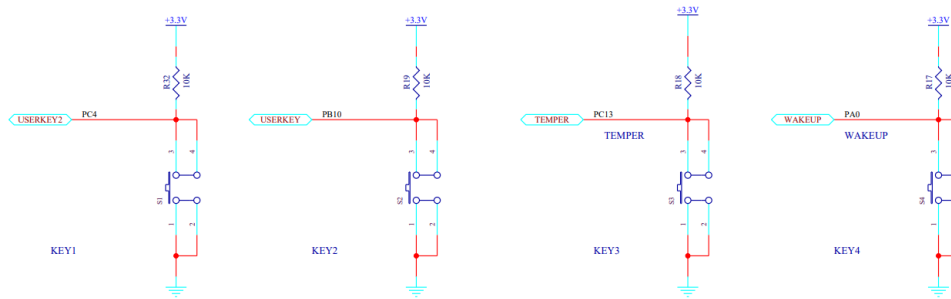 +3.3V
+3.3V
+3.3V
+3.3V
R32
10K
R19
10K
R18
10K
R17
10K
USERKEY2
PC4
USERKEY
PB10
TEMPER
PC13
WAKEUP
PA0
TEMPER
WAKEUP
3
4
3
4
3
4
3
S1
S2
S3
S4
1
2
1
2
1
2
1
KEY1
KEY2
KEY3
KEY4